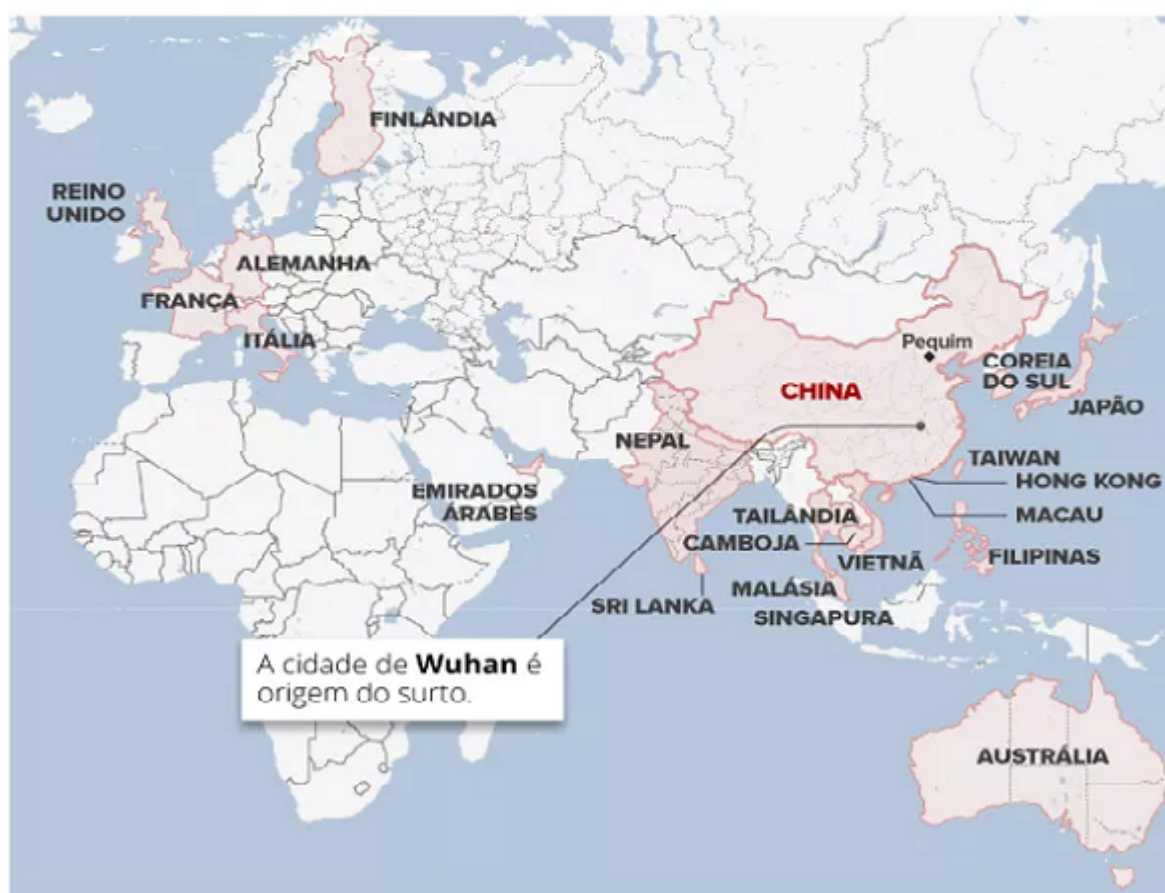 FINLÂNDIA
REINO
UNIDO
ALEMANHA
FRANÇA
ITÁLIA
Pequim
COREIA
DO SUL
CHINA
JAPÃO
NEPAL
TAIWAN
HONG KONG
EMIRADOS
ÁRABES
TAILÂNDIA
MACAU
CAMBOJA
VIETNÃ
FILIPINAS
MALÁSIA
SRI LANKA
SINGAPURA
A cidade de Wuhan é
origem do surto.
AUSTRÁLIA